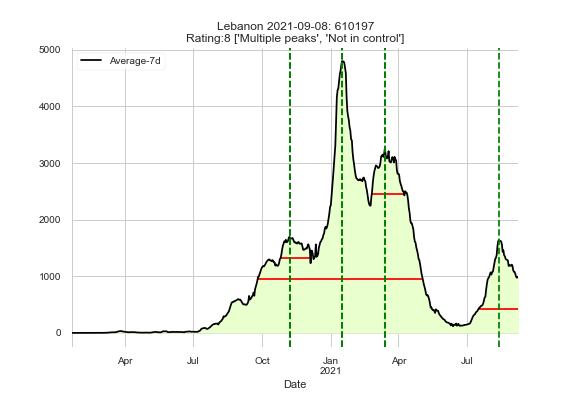 Lebanon 2021-09-08: 610197
Rating:8 ['Multiple peaks', 'Not in control']
Average-7d
5000
4000
3000
2000
1000
0
Apr Jul Oct Jan Apr Jul
2021
Date